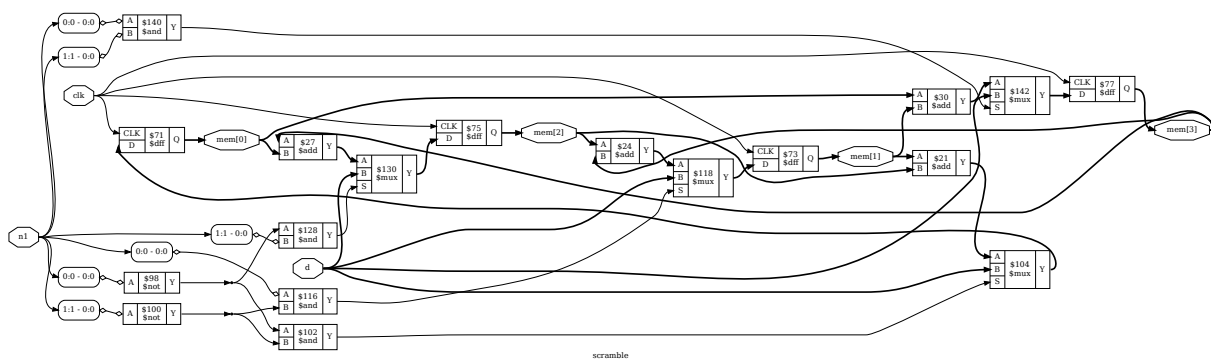 0:0 - 0:0
A $140 Y
B $and
1:1 - 0:0
clk
CLK $71 Q
D $dff
mem[0]
A $27 Y
B $add
A $130 Y
B $mux
S
CLK $75 Q
D $dff
mem[2]
A $24 Y
B $add
A $118 Y
B $mux
S
CLK $73 Q
D $dff
mem[1]
A $30 Y
B $add
A $21 Y
B $add
A $142 Y
B $mux
S
CLK $77 Q
D $dff
mem[3]
n1
1:1 - 0:0
0:0 - 0:0
A $128 Y
B $and
d
0:0 - 0:0
A $98 Y
$not
1:1 - 0:0
A $100 Y
$not
A $116 Y
B $and
A $102 Y
B $and
A $104 Y
B $mux
S
scramble